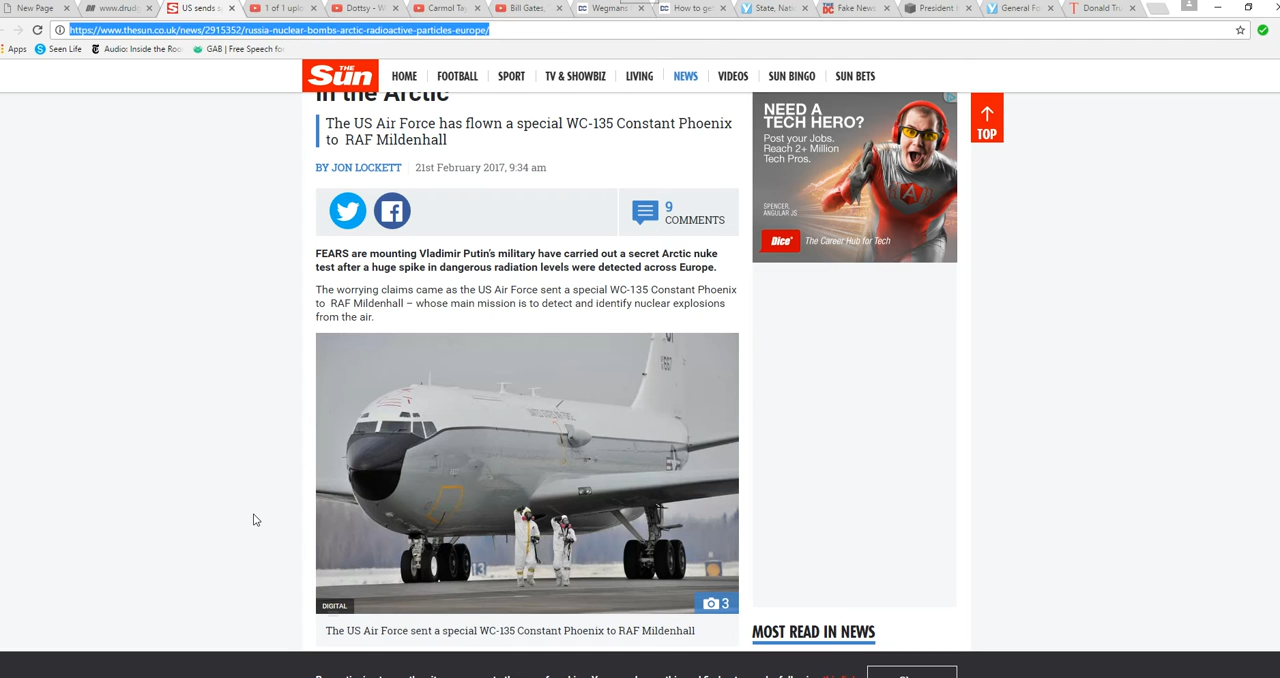 New Page
www.drud
US sends s
1 of 1 uplo
Dottsy - W
Carmol Ta
Bill Gates,
Wegmans
How to ge
State, Nati
Fake News
President
General Fo
Donald Tru
https://www.thesun.co.uk/news/2915352/russia-nuclear-bombs-arctic-radioactive-particles-europe/
Apps
Seen Life
Audio: Inside the Roo
GAB | Free Speech for
THE Sun
HOME
FOOTBALL
SPORT
TV & SHOWBIZ
LIVING
NEWS
VIDEOS
SUN BINGO
SUN BETS
in the Arctic
The US Air Force has flown a special WC-135 Constant Phoenix
to RAF Mildenhall
BY JON LOCKETT
21st February 2017, 9:34 am
9
COMMENTS
FEARS are mounting Vladimir Putin's military have carried out a secret Arctic nuke
test after a huge spike in dangerous radiation levels were detected across Europe.
The worrying claims came as the US Air Force sent a special WC-135 Constant Phoenix
to RAF Mildenhall – whose main mission is to detect and identify nuclear explosions
from the air.
DIGITAL
3
The US Air Force sent a special WC-135 Constant Phoenix to RAF Mildenhall
NEED A
TECH HERO?
Post your Jobs.
Reach 2+ Million
Tech Pros.
SPENCER,
ANGULAR JS
Dice
The Career Hub for Tech
TOP
MOST READ IN NEWS